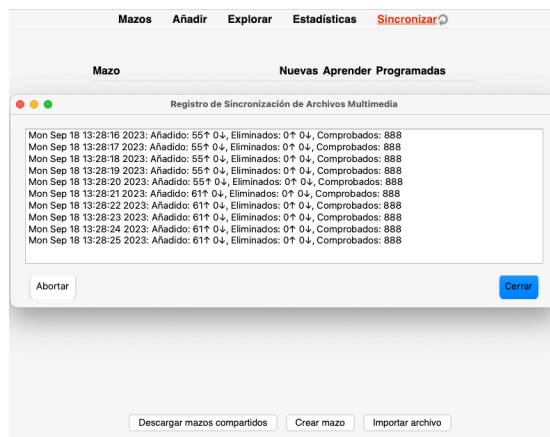 Mazos Añadir Explorar Estadísticas Sincronizar
Mazo Nuevas Aprender Programadas
Registro de Sincronización de Archivos Multimedia
Mon Sep 18 13:28:16 2023: Añadido: 55↑ 0↓, Eliminados: 0↑ 0↓, Comprobados: 888
Mon Sep 18 13:28:17 2023: Añadido: 55↑ 0↓, Eliminados: 0↑ 0↓, Comprobados: 888
Mon Sep 18 13:28:18 2023: Añadido: 55↑ 0↓, Eliminados: 0↑ 0↓, Comprobados: 888
Mon Sep 18 13:28:19 2023: Añadido: 55↑ 0↓, Eliminados: 0↑ 0↓, Comprobados: 888
Mon Sep 18 13:28:20 2023: Añadido: 55↑ 0↓, Eliminados: 0↑ 0↓, Comprobados: 888
Mon Sep 18 13:28:21 2023: Añadido: 61↑ 0↓, Eliminados: 0↑ 0↓, Comprobados: 888
Mon Sep 18 13:28:22 2023: Añadido: 61↑ 0↓, Eliminados: 0↑ 0↓, Comprobados: 888
Mon Sep 18 13:28:23 2023: Añadido: 61↑ 0↓, Eliminados: 0↑ 0↓, Comprobados: 888
Mon Sep 18 13:28:24 2023: Añadido: 61↑ 0↓, Eliminados: 0↑ 0↓, Comprobados: 888
Mon Sep 18 13:28:25 2023: Añadido: 61↑ 0↓, Eliminados: 0↑ 0↓, Comprobados: 888
Abortar Cerrar
Descargar mazos compartidos Crear mazo Importar archivo